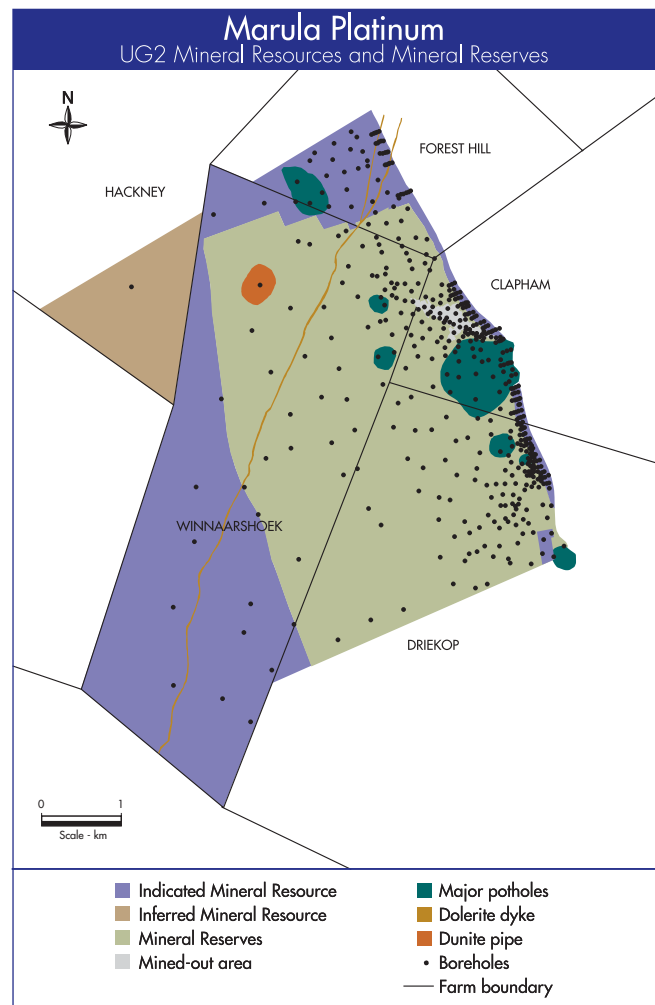 Marula Platinum
UG2 Mineral Resources and Mineral Reserves
N
FOREST HILL
HACKNEY
CLAPHAM
WINNAARSHOEK
DRIEKOP
0 1
Scale - km
Indicated Mineral Resource
Inferred Mineral Resource
Mineral Reserves
Mined-out area
Major potholes
Dolerite dyke
Dunite pipe
Boreholes
Farm boundary